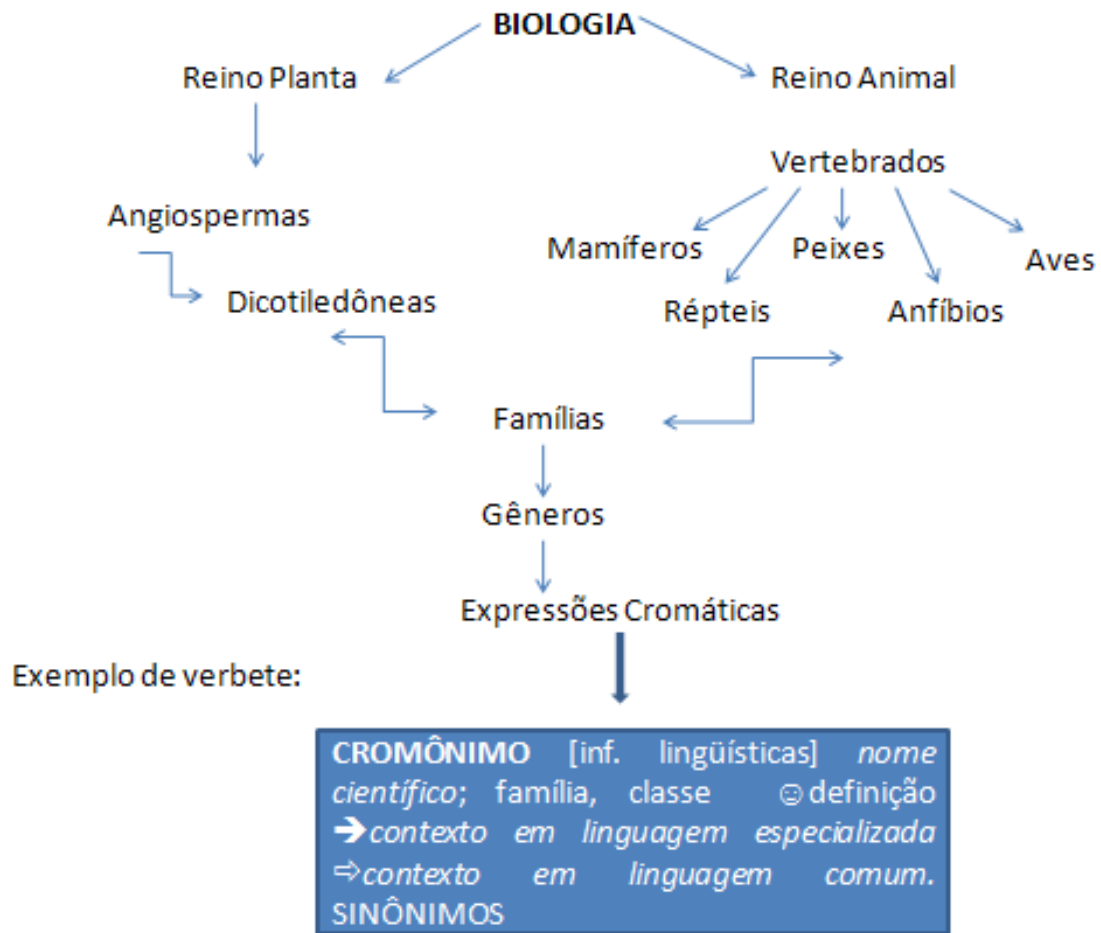 BIOLOGIA
Reino Planta
Reino Animal
Vertebrados
Angiospermas
Mamíferos
Peixes
Aves
Dicotiledôneas
Répteis
Anfíbios
Famílias
Gêneros
Expressões Cromáticas
Exemplo de verbete:
CROMÔNIMO [inf. lingüísticas] nome
científico; família, classe ☺definição
➔contexto em linguagem especializada
⇨contexto em linguagem comum.
SINÔNIMOS